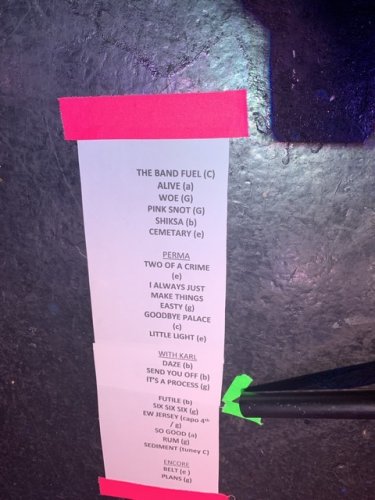 THE BAND FUEL (C)
ALIVE (a)
WOE (G)
PINK SNOT (G)
SHIKSA (b)
CEMETARY (e)
PERMA
TWO OF A CRIME
(e)
I ALWAYS JUST
MAKE THINGS
EASTY (g)
GOODBYE PALACE
(c)
LITTLE LIGHT (e)
WITH KARL
DAZE (b)
SEND YOU OFF (b)
IT'S A PROCESS (g)
FUTILE (b)
SIX SIX SIX (g)
EW JERSEY (capo 4th
/ g)
SO GOOD (a)
RUM (g)
SEDIMENT (tuney C)
ENCORE
BELT (e )
PLANS (g)